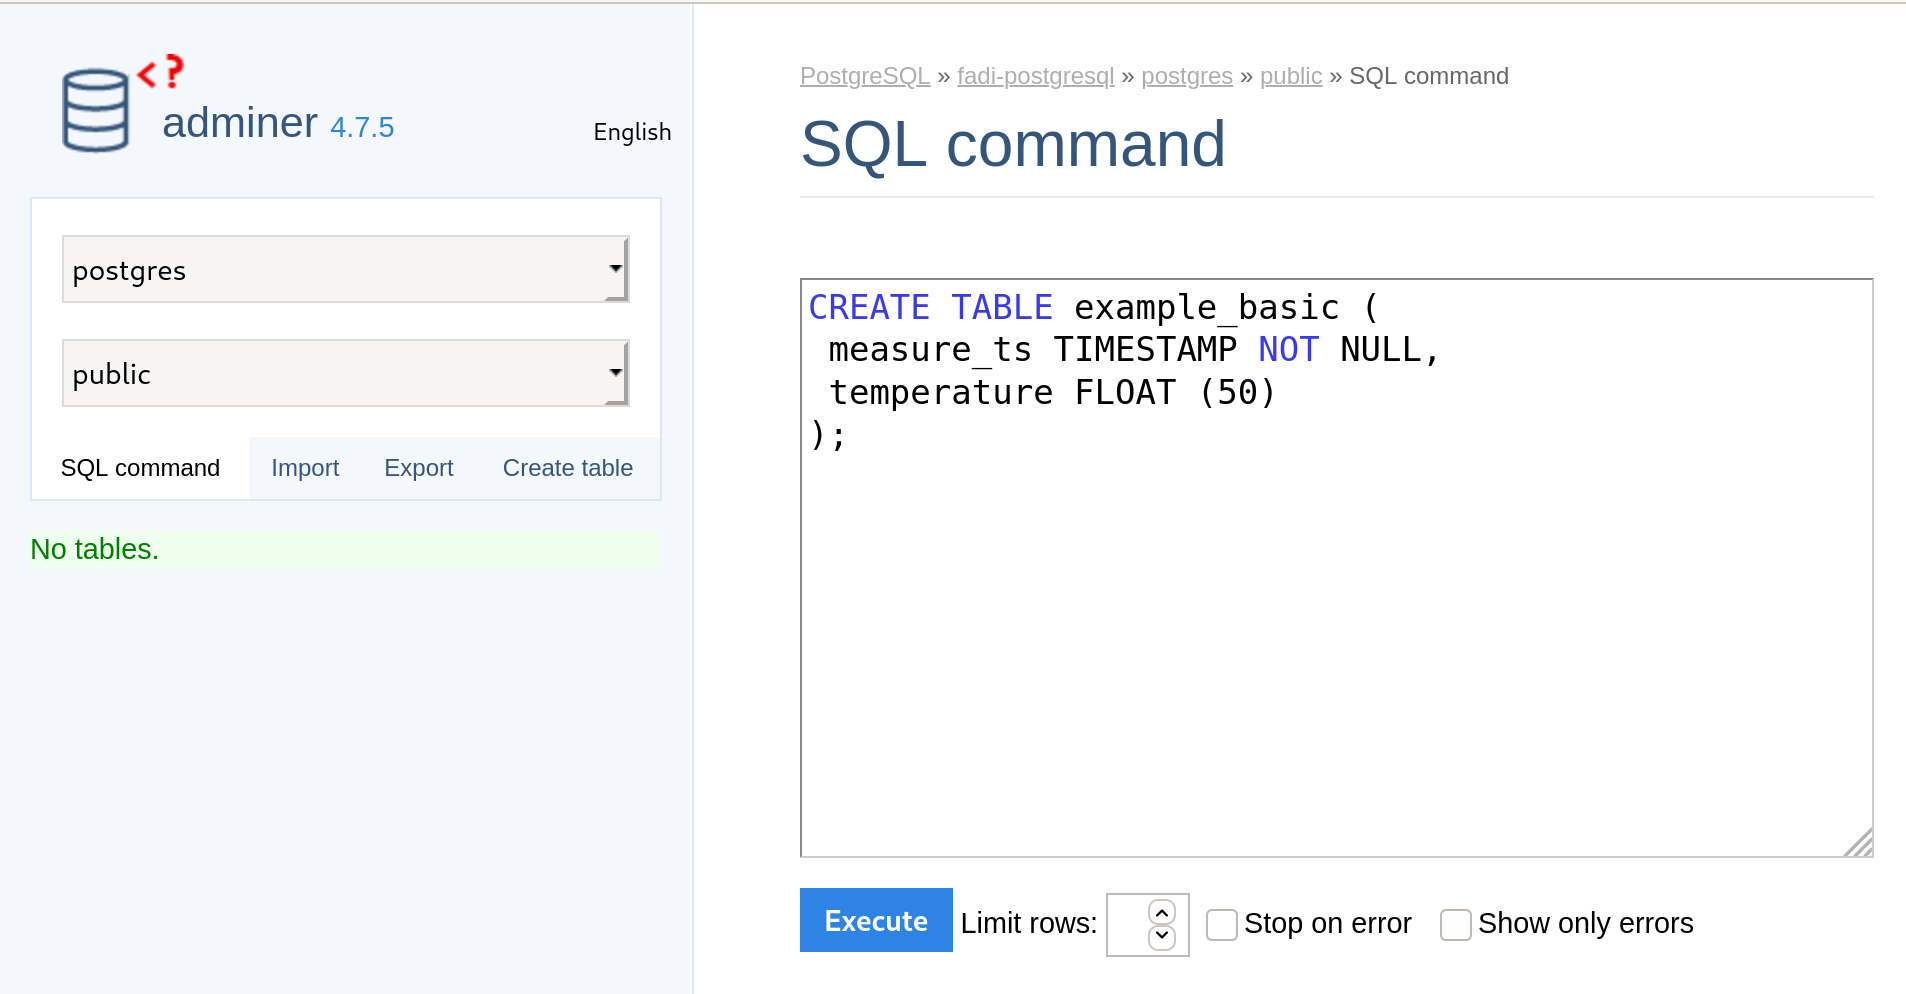 <?
adminer 4.7.5
English
postgres
public
SQL command Import Export Create table
No tables.
PostgreSQL » fadi-postgresql » postgres » public » SQL command
SQL command
CREATE TABLE example_basic (
 measure_ts TIMESTAMP NOT NULL,
 temperature FLOAT (50)
);
Execute Limit rows: Stop on error Show only errors